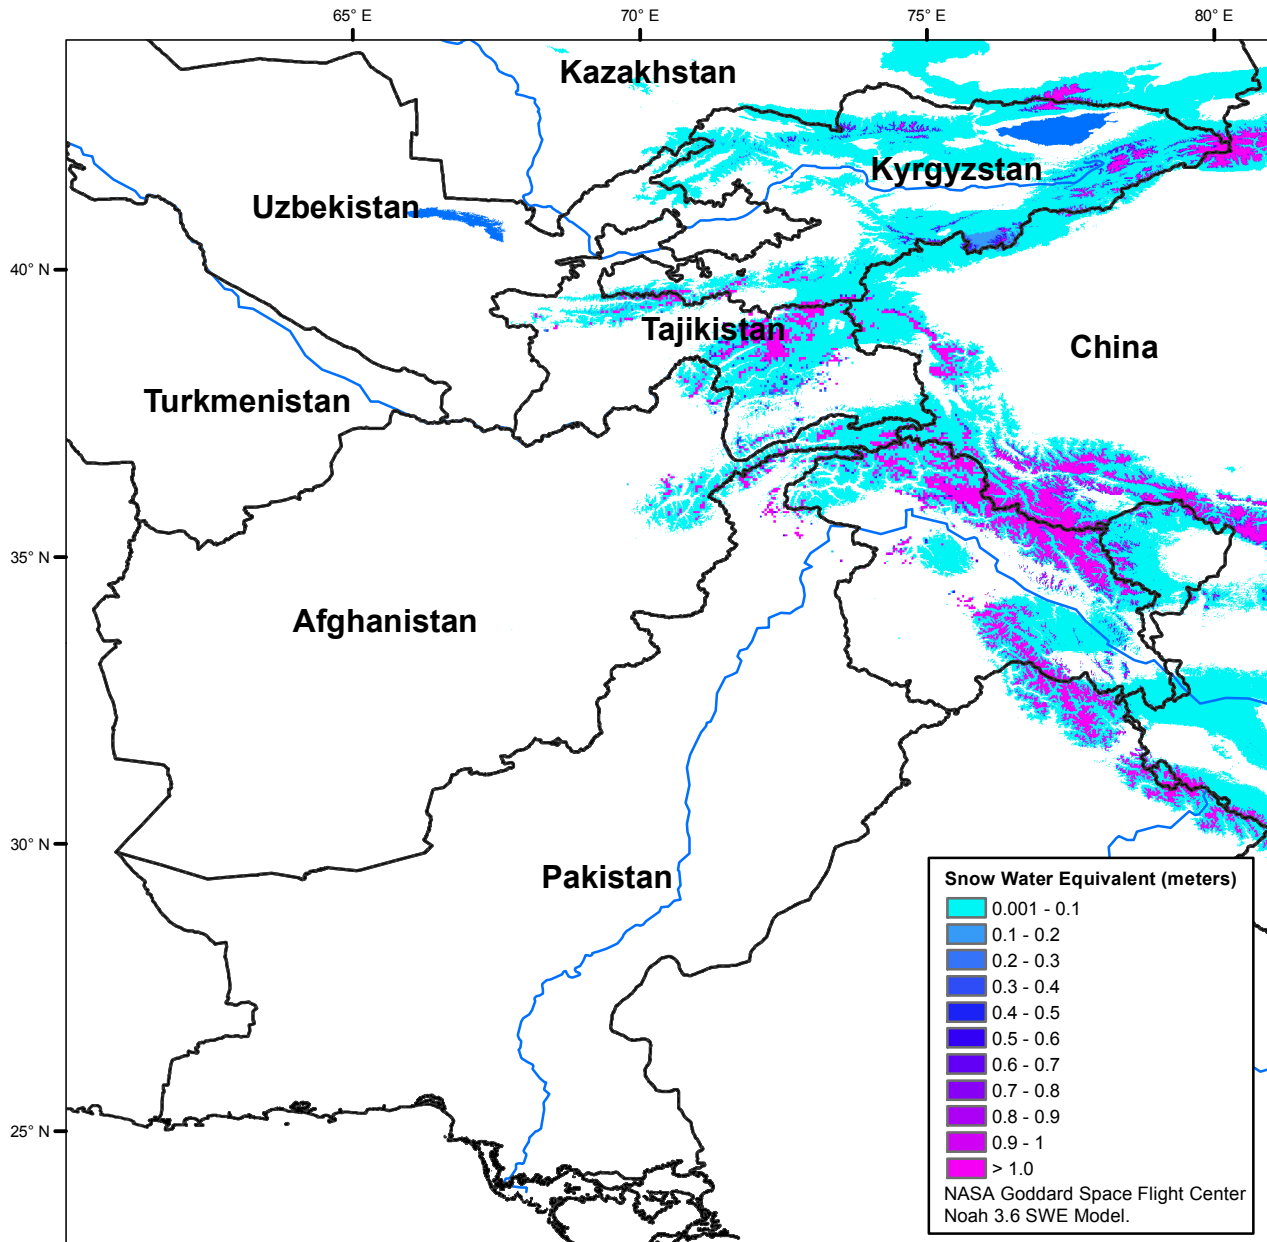 65° E
70° E
75° E
80° E
Kazakhstan
Kyrgyzstan
Uzbekistan
40° N
Tajikistan
China
Turkmenistan
35° N
Afghanistan
30° N
Pakistan
25° N
Snow Water Equivalent (meters)
0.001 - 0.1
0.1 - 0.2
0.2 - 0.3
0.3 - 0.4
0.4 - 0.5
0.5 - 0.6
0.6 - 0.7
0.7 - 0.8
0.8 - 0.9
0.9 - 1
> 1.0
NASA Goddard Space Flight Center
Noah 3.6 SWE Model.